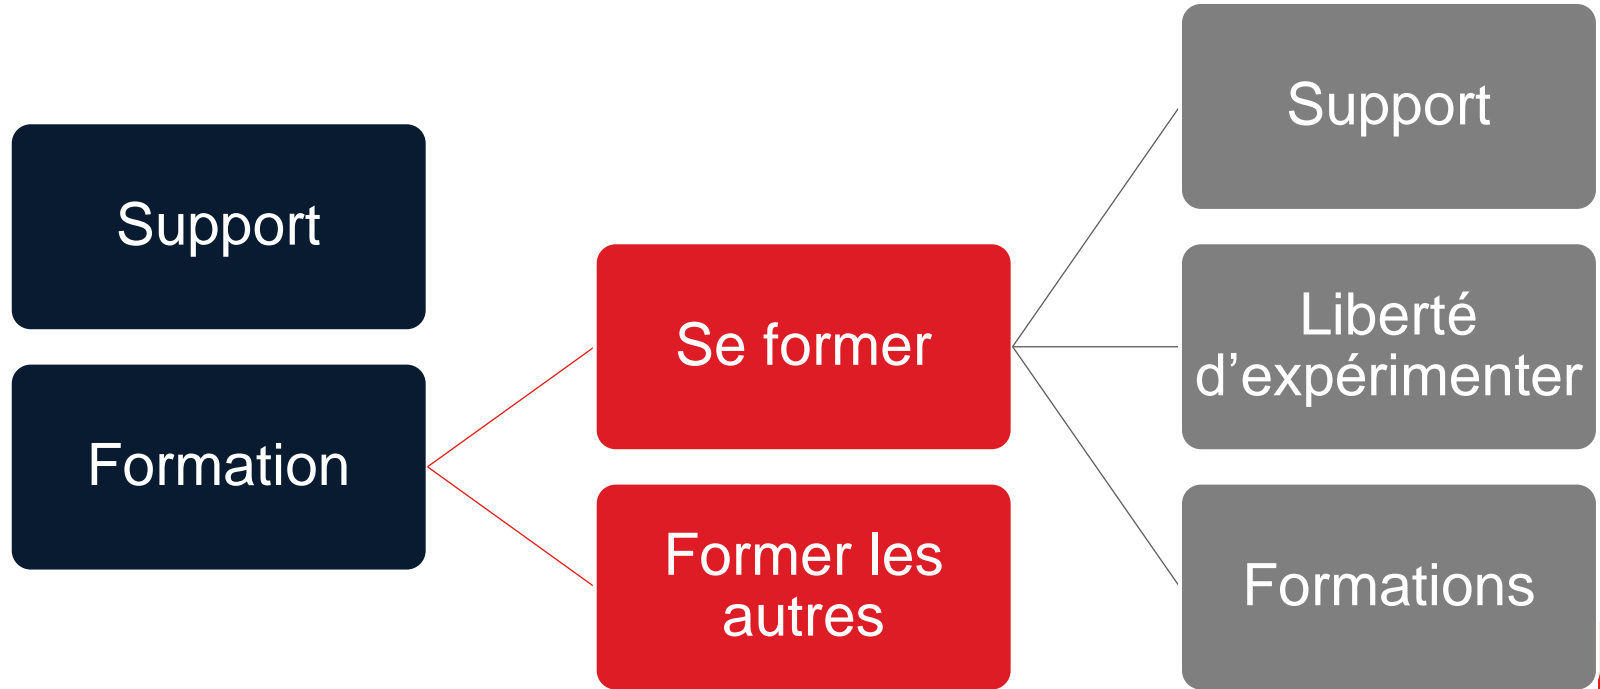 Support
Formation
Se former
Former les
autres
Support
Liberté
d’expérimenter
Formations